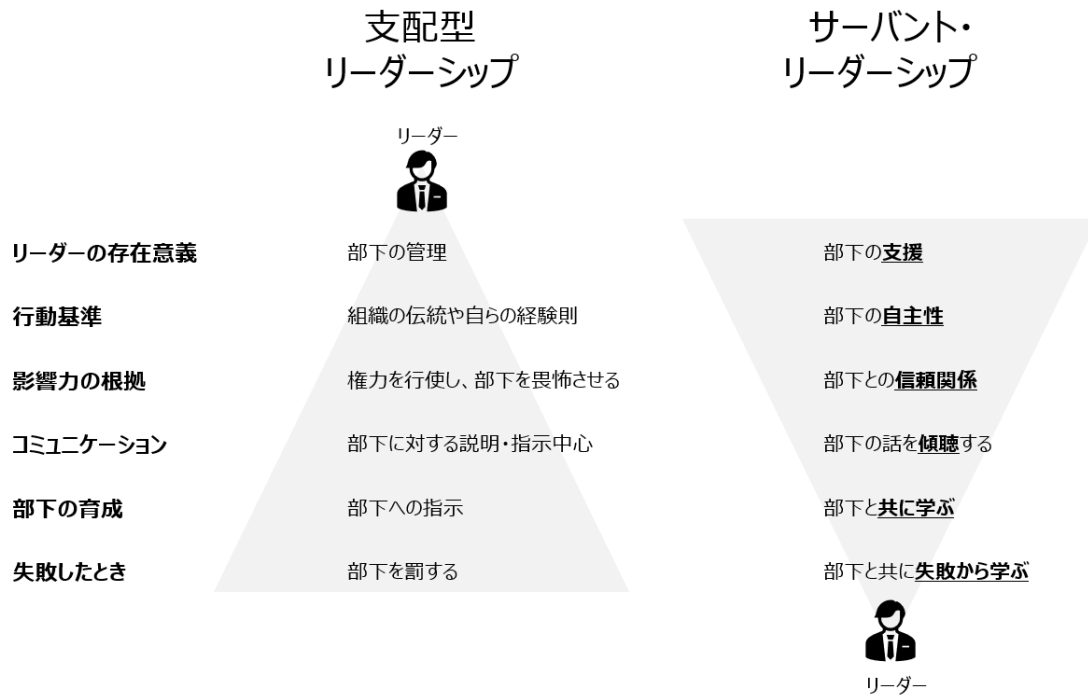 支配型
リーダーシップ
サーバント・
リーダーシップ
リーダー
リーダーの存在意義 部下の管理 部下の支援
行動基準 組織の伝統や自らの経験則 部下の自主性
影響力の根拠 権力を行使し、部下を畏怖させる 部下との信頼関係
コミュニケーション 部下に対する説明・指示中心 部下の話を傾聴する
部下の育成 部下への指示 部下と共に学ぶ
失敗したとき 部下を罰する 部下と共に失敗から学ぶ
リーダー